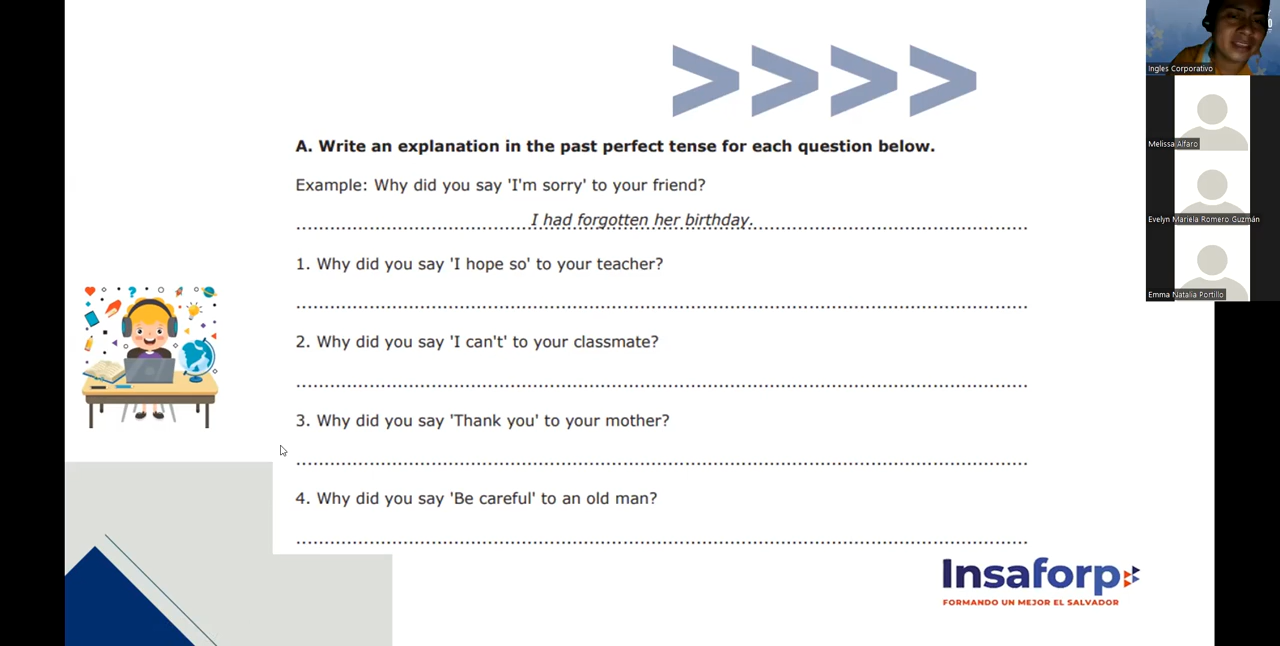 >>>>
A. Write an explanation in the past perfect tense for each question below.
Example: Why did you say 'I'm sorry' to your friend?
I had forgotten her birthday.
1. Why did you say 'I hope so' to your teacher?
2. Why did you say 'I can't' to your classmate?
3. Why did you say 'Thank you' to your mother?
4. Why did you say 'Be careful' to an old man?
Insaforp
FORMANDO UN MEJOR EL SALVADOR
Ingles Corporativo
Melissa Alfaro
Evelyn Mariela Romero Guzmán
Emma Natalia Portillo